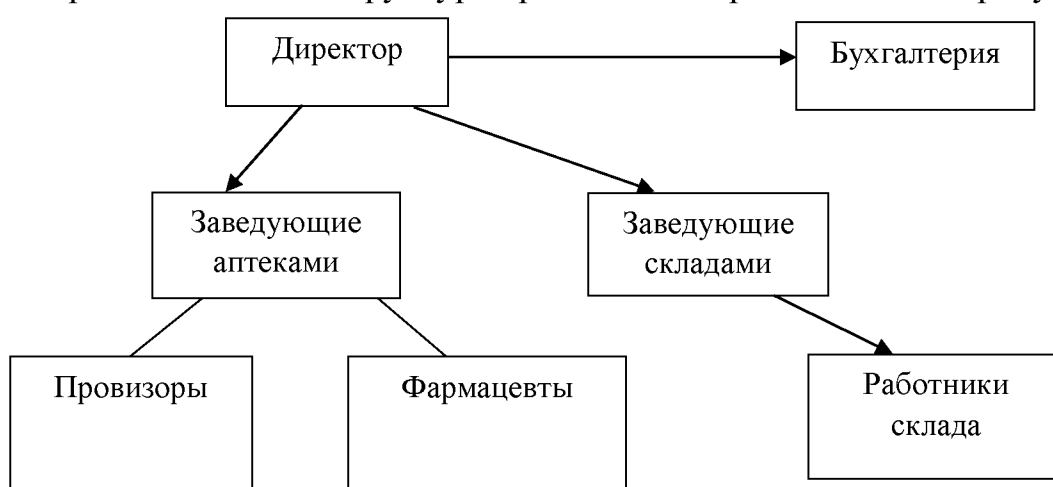 Директор
Бухгалтерия
Заведующие
аптеками
Заведующие
складами
Провизоры
Фармацевты
Работники
склада